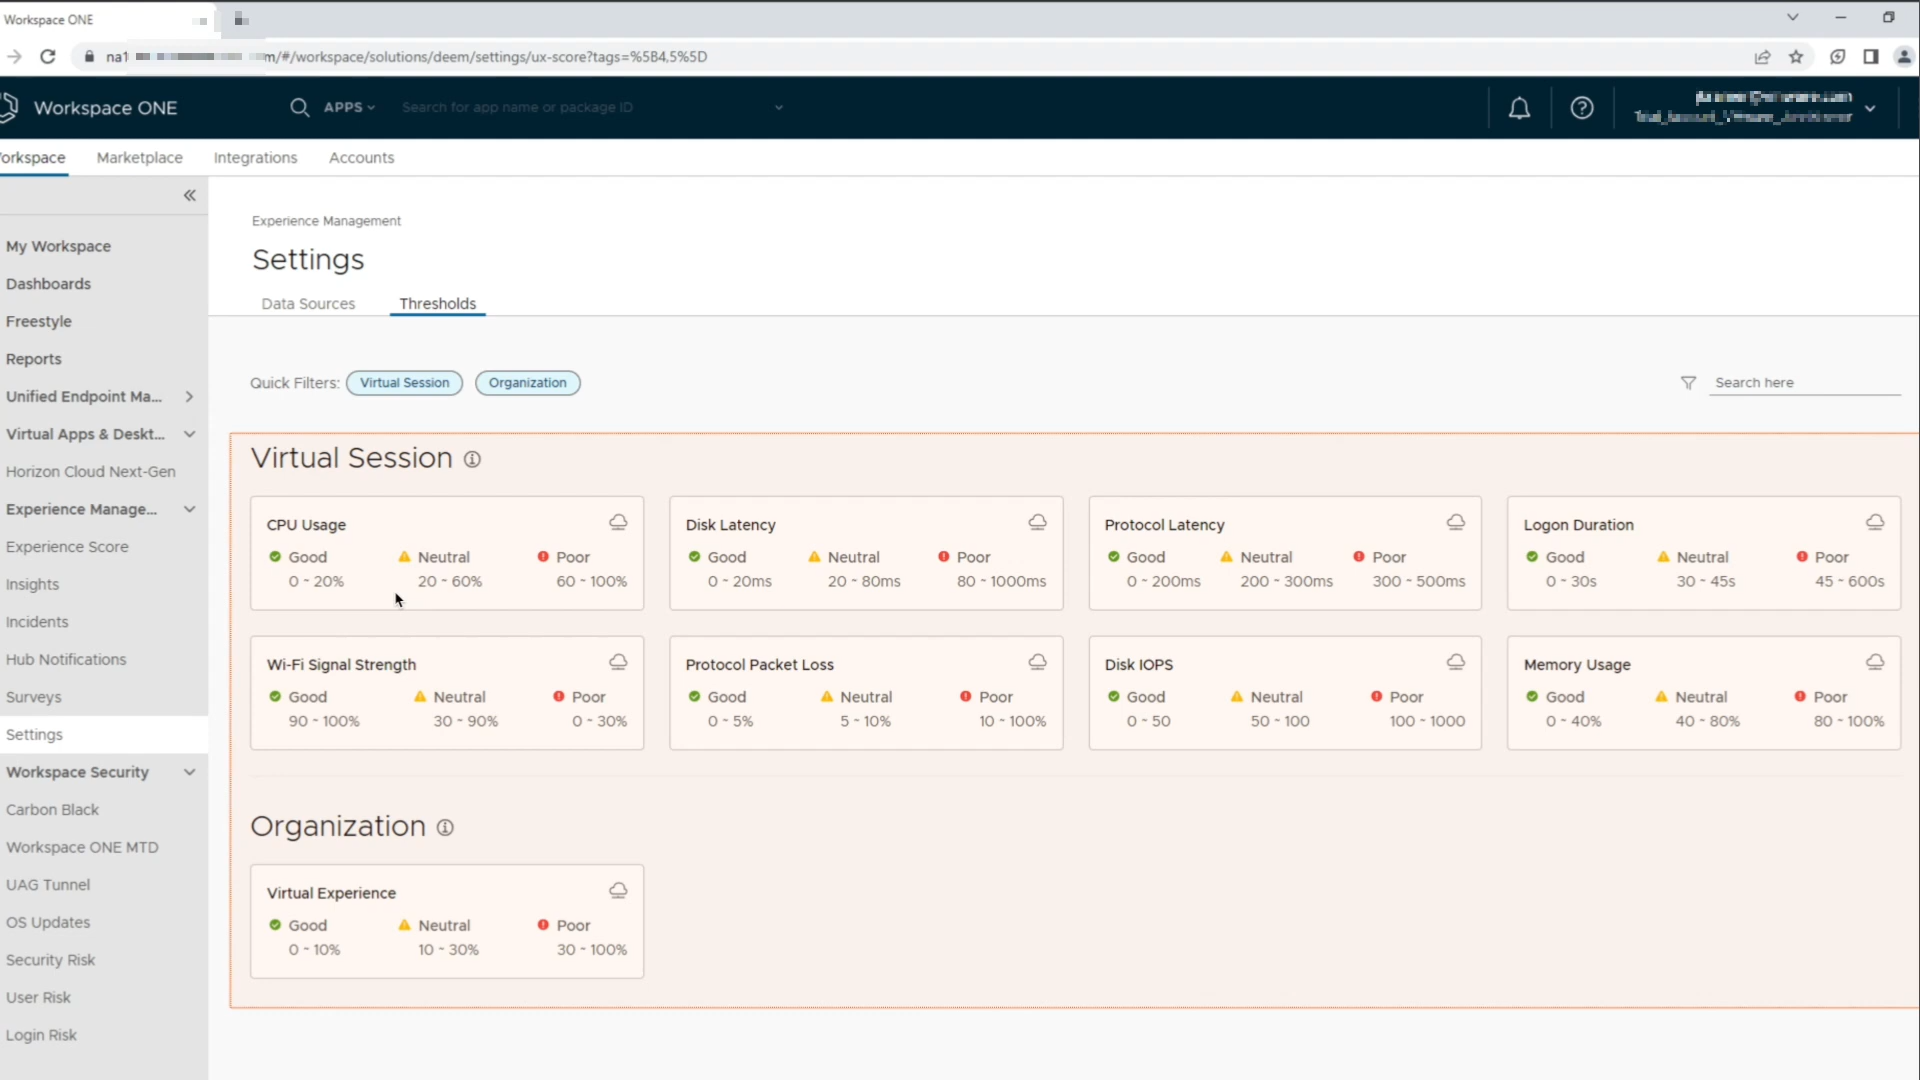 Workspace ONE
na1
m/#/workspace/solutions/deem/settings/ux-score?tags=%5B4,5%5D
Workspace ONE
APPS
Search for app name or package ID
orkspace
Marketplace
Integrations
Accounts
My Workspace
Dashboards
Freestyle
Reports
Unified Endpoint Ma...
Virtual Apps & Deskt...
Horizon Cloud Next-Gen
Experience Manage...
Experience Score
Insights
Incidents
Hub Notifications
Surveys
Settings
Workspace Security
Carbon Black
Workspace ONE MTD
UAG Tunnel
OS Updates
Security Risk
User Risk
Login Risk
Experience Management
Settings
Data Sources
Thresholds
Quick Filters: Virtual Session Organization
Search here
Virtual Session
CPU Usage
Good Neutral Poor
0 ~ 20% 20 ~ 60% 60 ~ 100%
Disk Latency
Good Neutral Poor
0 ~ 20ms 20 ~ 80ms 80 ~ 1000ms
Protocol Latency
Good Neutral Poor
0 ~ 200ms 200 ~ 300ms 300 ~ 500ms
Logon Duration
Good Neutral Poor
0 ~ 30s 30 ~ 45s 45 ~ 600s
Wi-Fi Signal Strength
Good Neutral Poor
90 ~ 100% 30 ~ 90% 0 ~ 30%
Protocol Packet Loss
Good Neutral Poor
0 ~ 5% 5 ~ 10% 10 ~ 100%
Disk IOPS
Good Neutral Poor
0 ~ 50 50 ~ 100 100 ~ 1000
Memory Usage
Good Neutral Poor
0 ~ 40% 40 ~ 80% 80 ~ 100%
Organization
Virtual Experience
Good Neutral Poor
0 ~ 10% 10 ~ 30% 30 ~ 100%